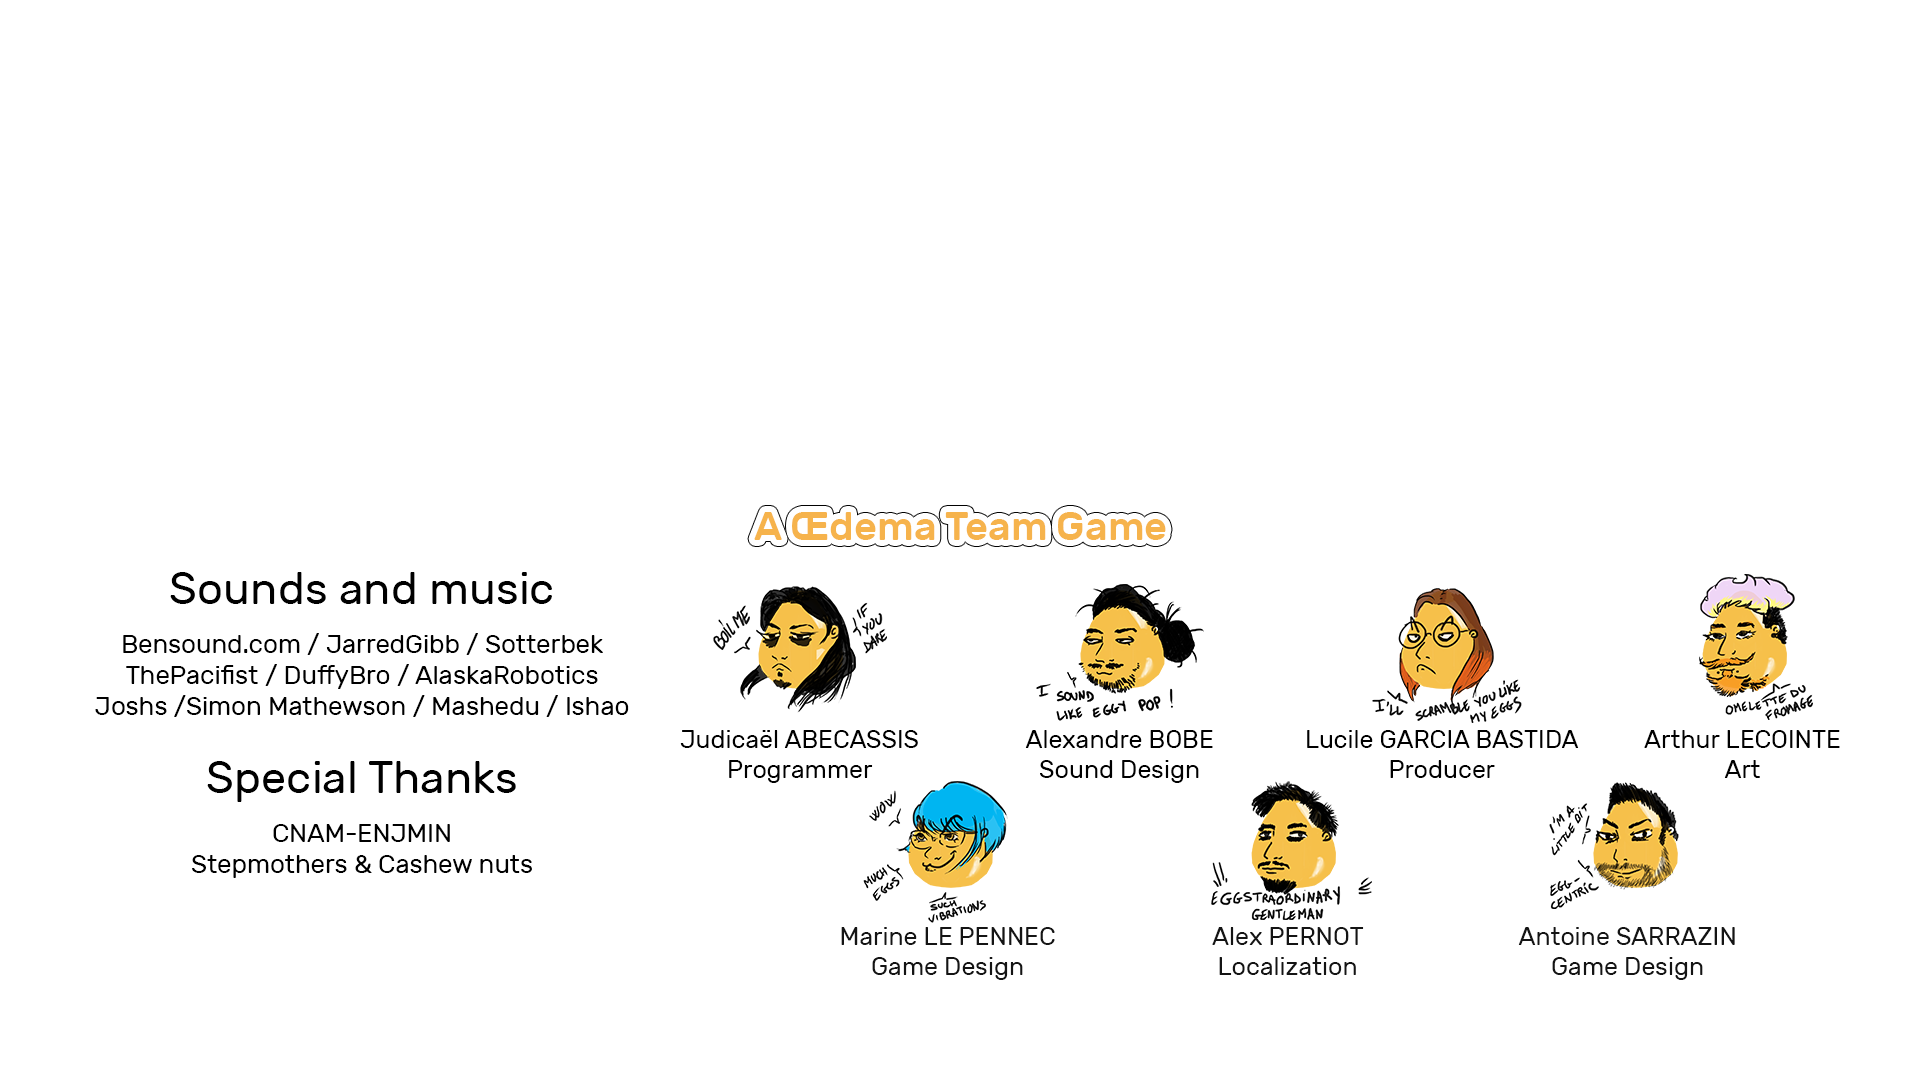 A Œdema Team Game
Sounds and music
Bensound.com / JarredGibb / Sotterbek
ThePacifist / DuffyBro / AlaskaRobotics
Joshs /Simon Mathewson / Mashedu / Ishao
Special Thanks
CNAM-ENJMIN
Stepmothers & Cashew nuts
BOIL ME
IF
YOU
DARE
Judicaël ABECASSIS
Programmer
I SOUND
LIKE EGGY POP !
Alexandre BOBE
Sound Design
I'LL SCRAMBLE YOU LIKE
MY EGGS
Lucile GARCIA BASTIDA
Producer
OMELETTE DU
FROMAGE
Arthur LECOINTE
Art
WOW
MUCH
EGGS
SUCH
VIBRATIONS
Marine LE PENNEC
Game Design
EGGSTRAORDINARY
GENTLEMAN
Alex PERNOT
Localization
I'M A
LITTLE BIT
EGG-
CENTRIC
Antoine SARRAZIN
Game Design